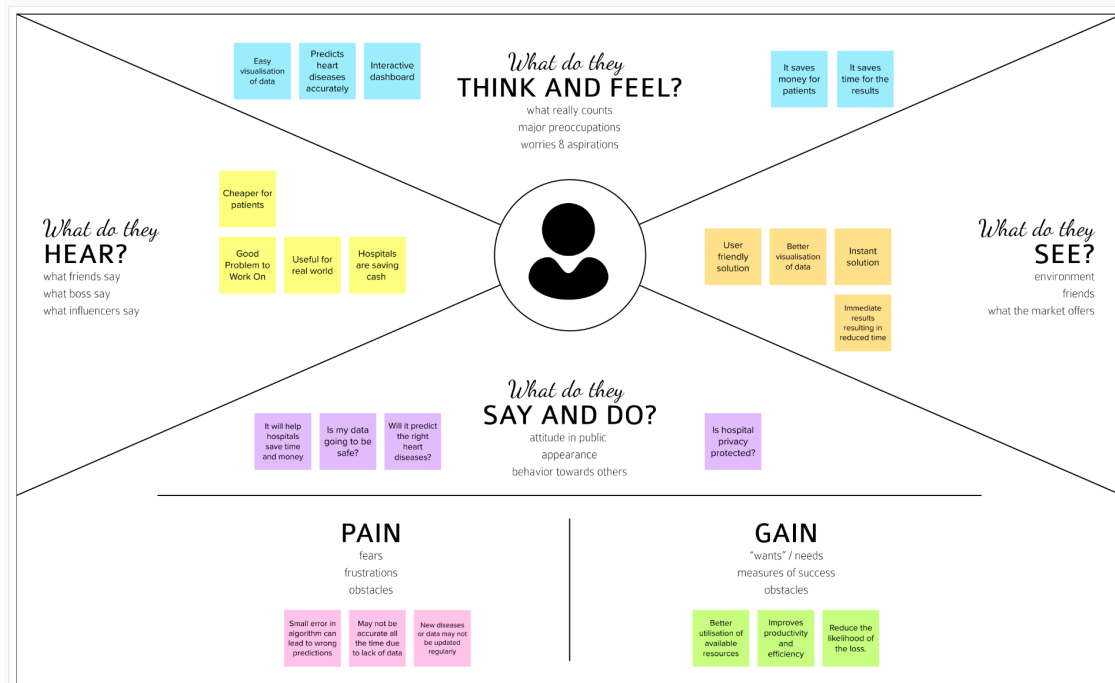 What do they
THINK AND FEEL?
what really counts
major preoccupations
worries & aspirations
Easy
visualisation
of data
Predicts
heart
diseases
accurately
Interactive
dashboard
It saves
money for
patients
It saves
time for the
results
What do they
HEAR?
what friends say
what boss say
what influencers say
Cheaper for
patients
Good
Problem to
Work On
Useful for
real world
Hospitals
are saving
cash
User
friendly
solution
Better
visualisation
of data
Instant
solution
Immediate
results
resulting in
reduced time
What do they
SEE?
environment
friends
what the market offers
What do they
SAY AND DO?
attitude in public
appearance
behavior towards others
It will help
hospitals
save time
and money
Is my data
going to be
safe?
Will it predict
the right
heart
diseases?
Is hospital
privacy
protected?
PAIN
fears
frustrations
obstacles
Small error in
algorithm can
lead to wrong
predictions
May not be
accurate all
the time due
to lack of data
New diseases
or data may not
be updated
regularly
GAIN
“wants” / needs
measures of success
obstacles
Better
utilisation of
available
resources
Improves
productivity
and
efficiency
Reduce the
likelihood of
the loss.